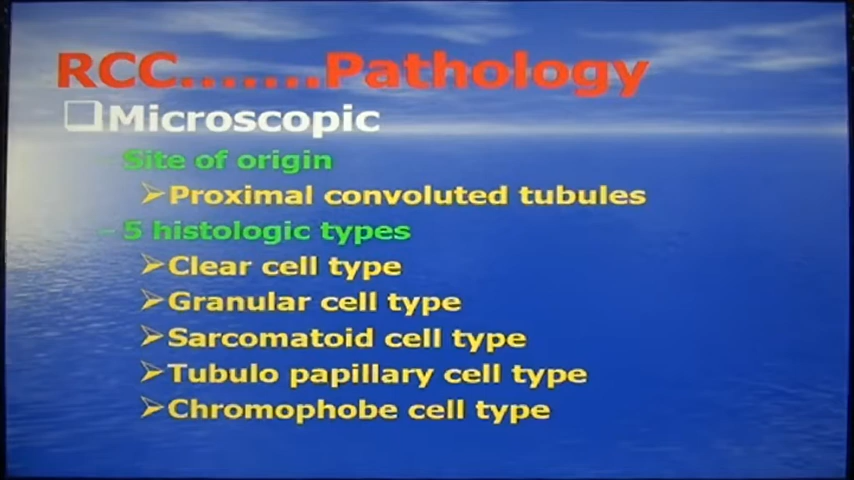 RCC.......Pathology
❑Microscopic
– Site of origin
➢Proximal convoluted tubules
– 5 histologic types
➢Clear cell type
➢Granular cell type
➢Sarcomatoid cell type
➢Tubulo papillary cell type
➢Chromophobe cell type